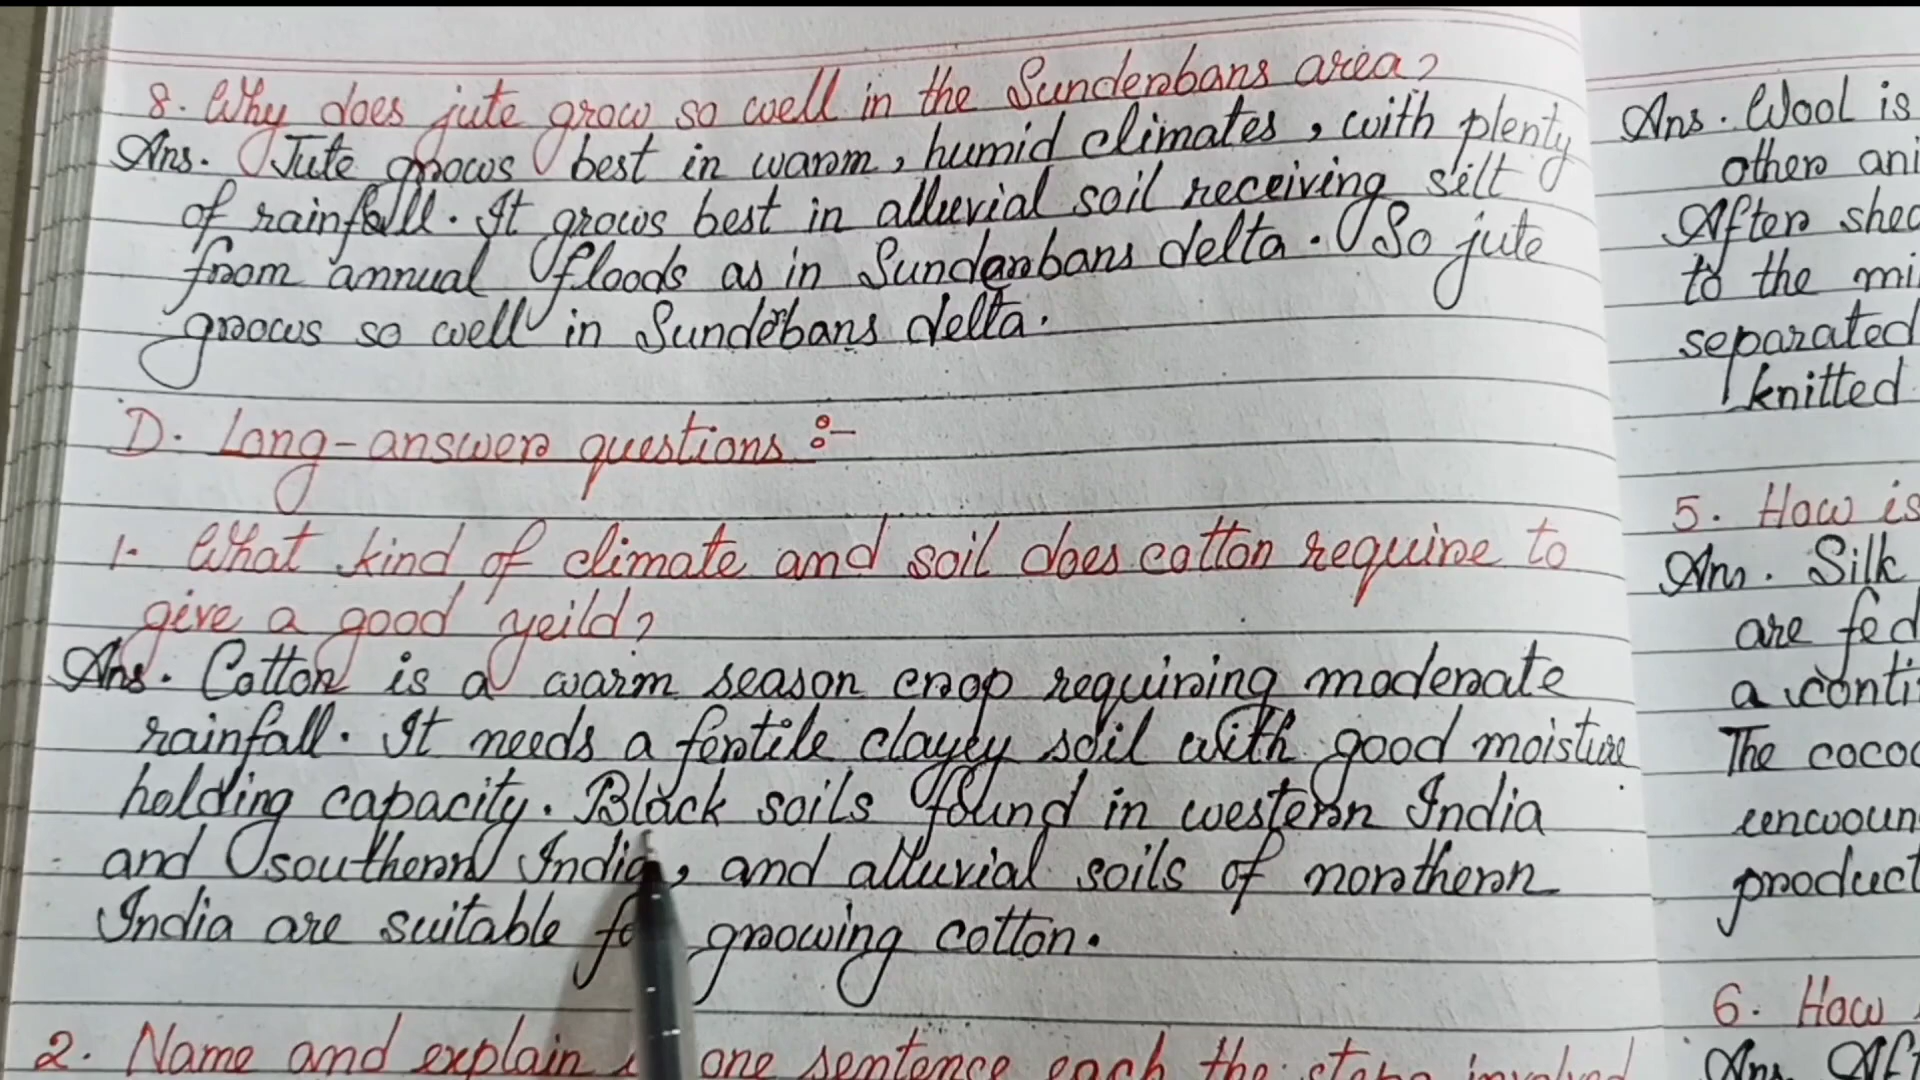 8. Why does jute grow so well in the Sunderbans area?
Ans. Jute grows best in warm, humid climates, with plenty
of rainfall. It grows best in alluvial soil receiving silt
from annual floods as in Sundarbans delta. So jute
grows so well in Sunderbans delta.
D. Long-answer questions :-
1. What kind of climate and soil does cotton require to
give a good yeild?
Ans. Cotton is a warm season crop requiring moderate
rainfall. It needs a fertile clayey soil with good moisture
holding capacity. Black soils found in western India
and southern India, and alluvial soils of northern
India are suitable growing cotton.
2. Name and explain one sentence each the steps involved
Ans. Wool is
other ani
After shea
to the mi
separated
knitted
5. How is
Ans. Silk
are fed
a conti
The cocoo
product
6. How
Ans. Aft